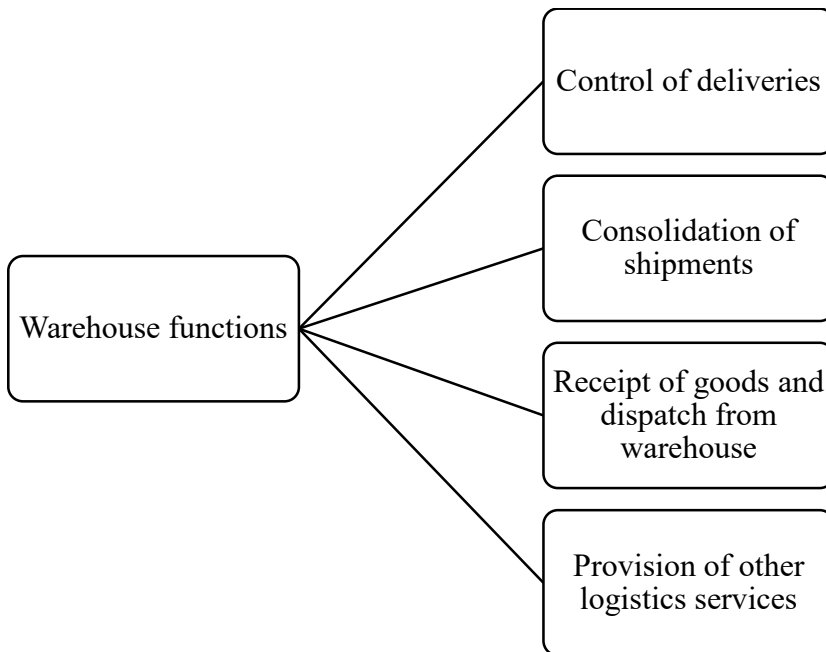 Warehouse functions
Control of deliveries
Consolidation of
shipments
Receipt of goods and
dispatch from
warehouse
Provision of other
logistics services